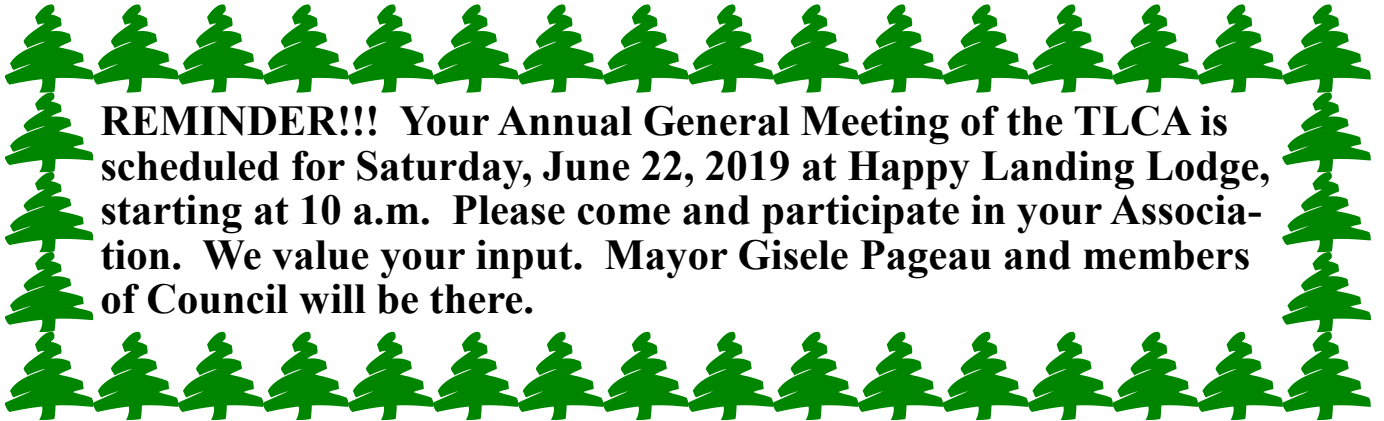 REMINDER!!!  Your Annual General Meeting of the TLCA is
scheduled for Saturday, June 22, 2019 at Happy Landing Lodge,
starting at 10 a.m.  Please come and participate in your Associa-
tion.  We value your input.  Mayor Gisele Pageau and members
of Council will be there.